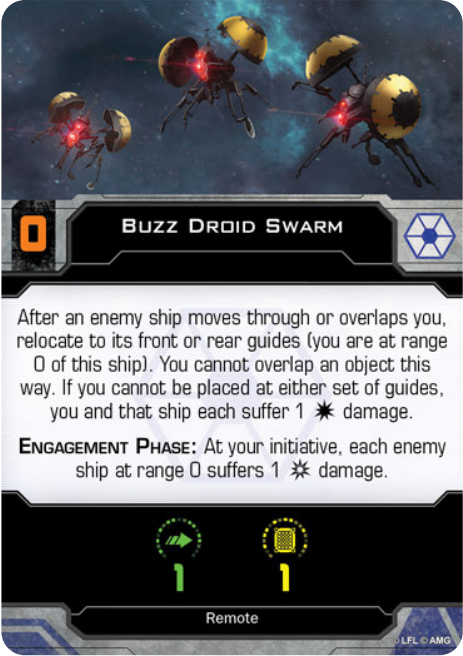 0
BUZZ DROID SWARM
After an enemy ship moves through or overlaps you,
relocate to its front or rear guides (you are at range
0 of this ship). You cannot overlap an object this
way. If you cannot be placed at either set of guides,
you and that ship each suffer 1 damage.
ENGAGEMENT PHASE: At your initiative, each enemy
ship at range 0 suffers 1 damage.
1 1
Remote
LFL © AMG